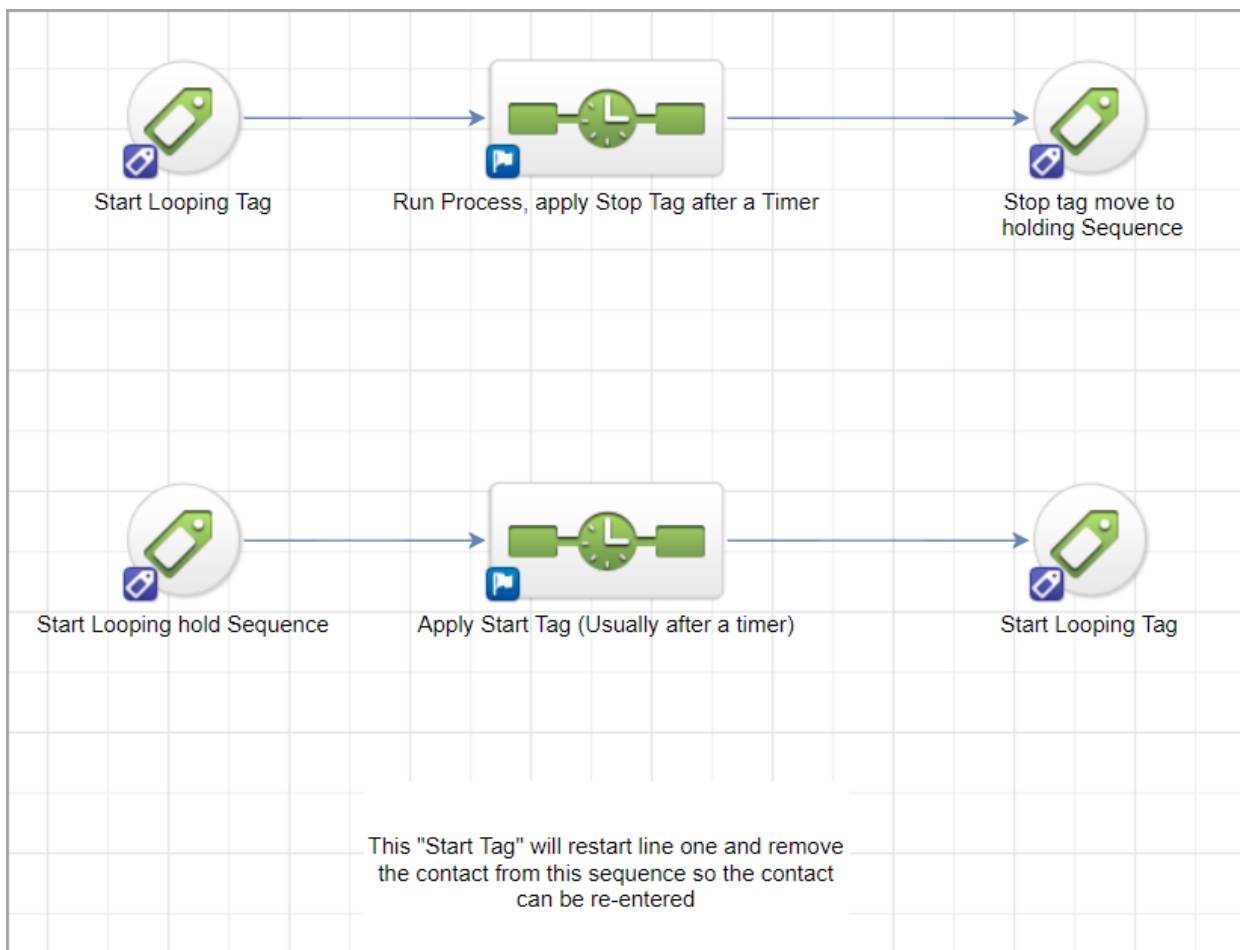 Start Looping Tag
Run Process, apply Stop Tag after a Timer
Stop tag move to
holding Sequence
Start Looping hold Sequence
Apply Start Tag (Usually after a timer)
Start Looping Tag
This "Start Tag" will restart line one and remove
the contact from this sequence so the contact
can be re-entered